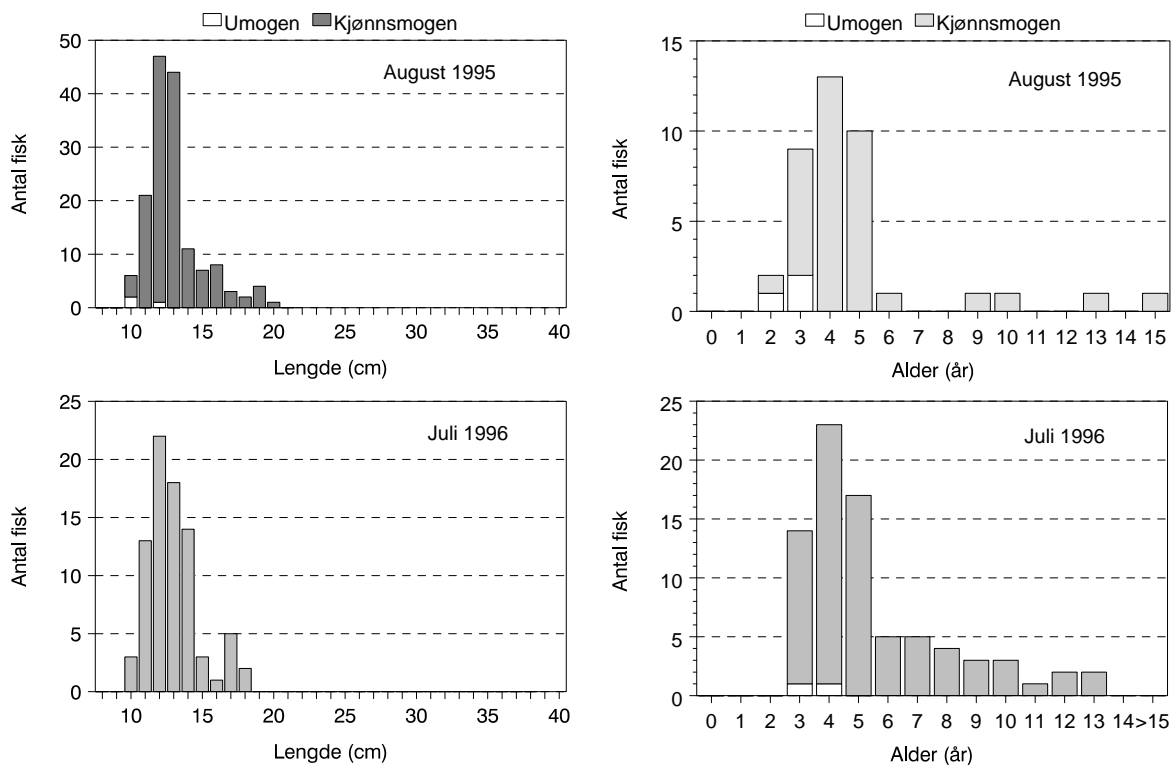 Umogen Kjønnsmogen
August 1995
Antal fisk
50
40
30
20
10
0
10 15 20 25 30 35 40
Lengde (cm)
Umogen Kjønnsmogen
August 1995
Antal fisk
15
10
5
0
0 1 2 3 4 5 6 7 8 9 10 11 12 13 14 15
Alder (år)
Juli 1996
Antal fisk
25
20
15
10
5
0
10 15 20 25 30 35 40
Lengde (cm)
Juli 1996
Antal fisk
25
20
15
10
5
0
0 1 2 3 4 5 6 7 8 9 10 11 12 13 14>15
Alder (år)